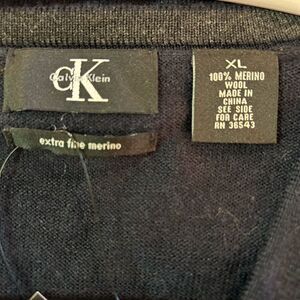 cK
Calvin Klein
extra fine merino
XL
100% MERINO
WOOL
MADE IN
CHINA
SEE SIDE
FOR CARE
RN 36543